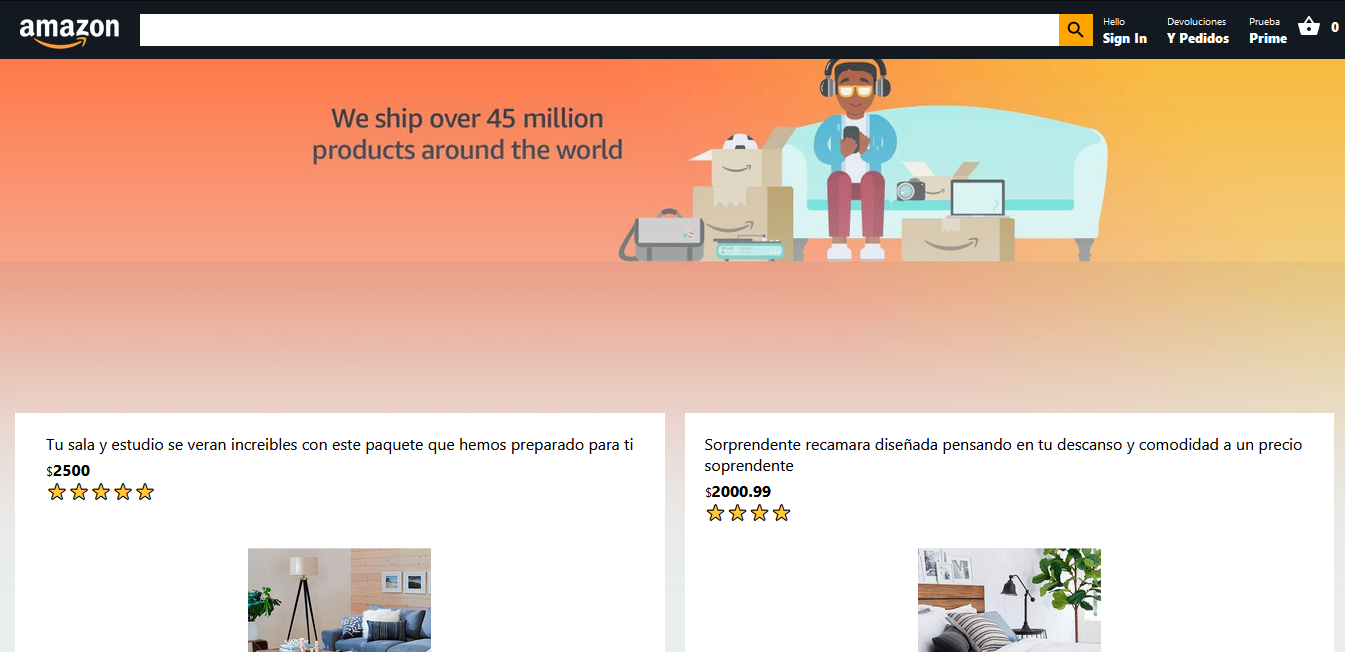 amazon
Hello
Sign In
Devoluciones
Y Pedidos
Prueba
Prime
0
We ship over 45 million
products around the world
Tu sala y estudio se veran increibles con este paquete que hemos preparado para ti
$2500
Sorprendente recamara diseñada pensando en tu descanso y comodidad a un precio
soprendente
$2000.99